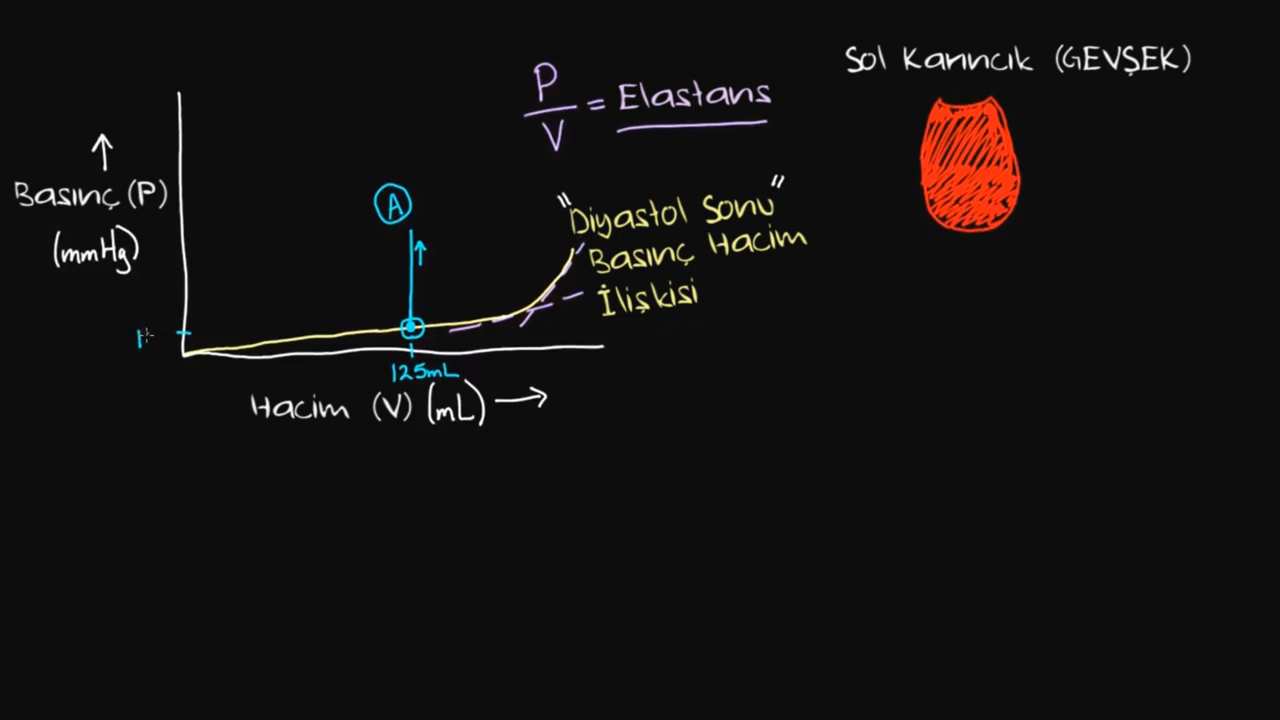 Sol Karıncık (GEVŞEK)
P
V
= Elastans
Basınç (P)
(mmHg)
A
"Diyastol Sonu"
Basınç Hacim
İlişkisi
125mL
Hacim (V) (mL)